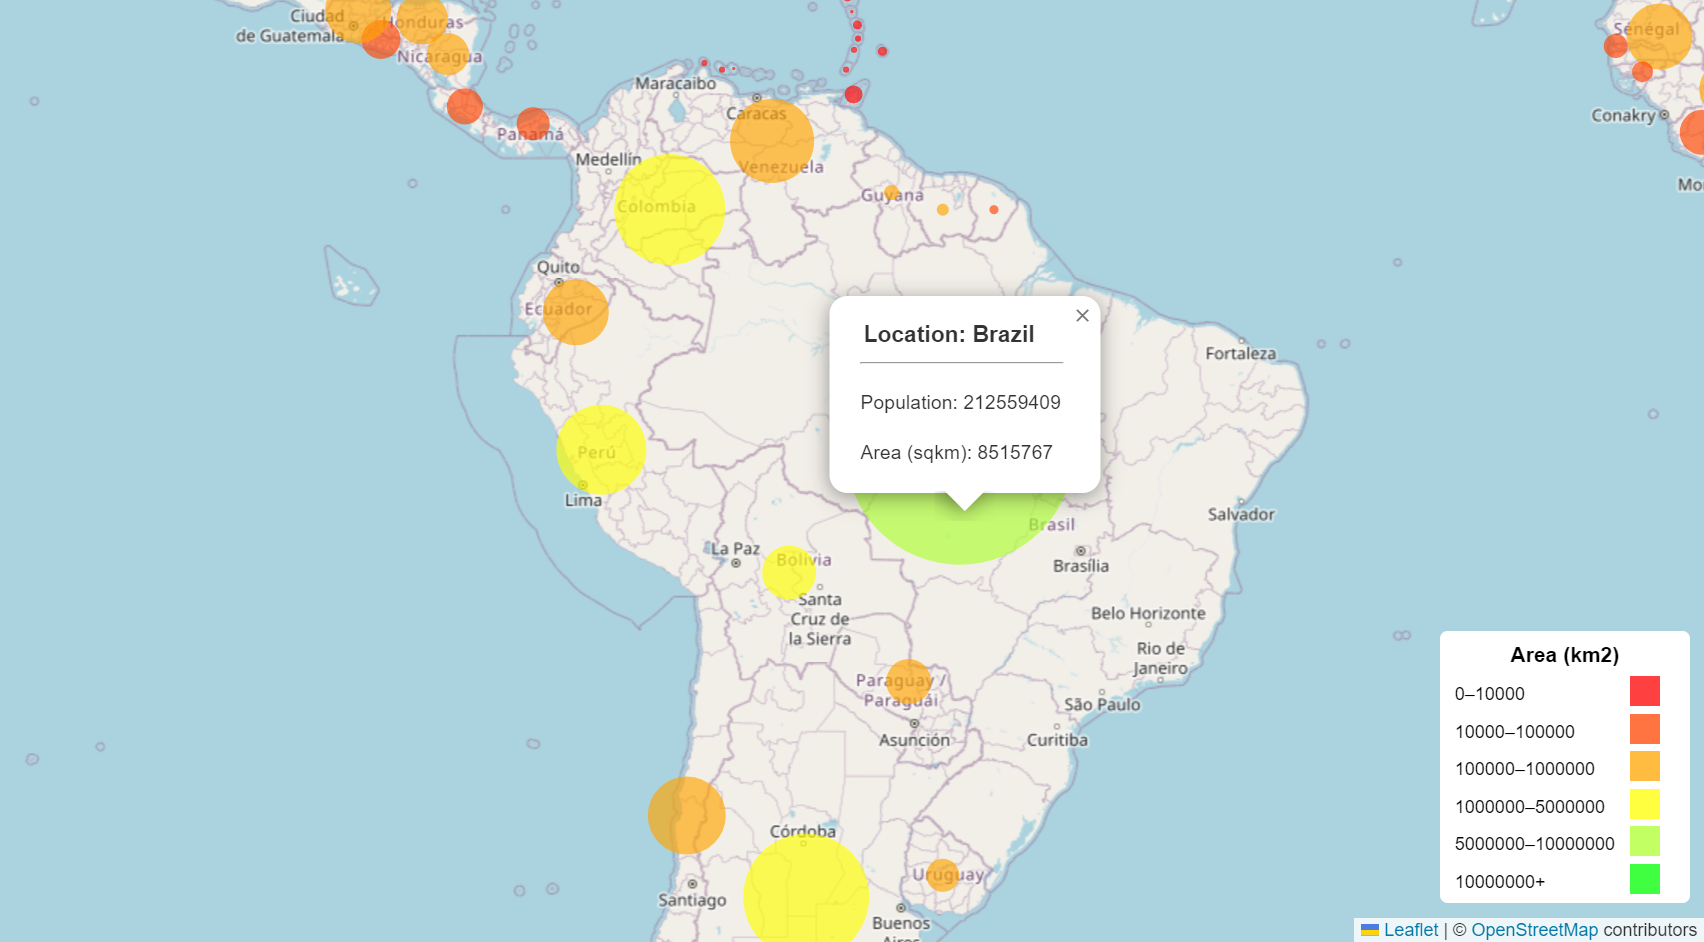 Ciudad
de Guatemala
Honduras
Nicaragua
Sénégal
Maracaibo
Caracas
Panamá
Conakry
Medellín
Venezuela
Guyana
Colombia
Quito
Ecuador
Location: Brazil
×
Population: 212559409
Area (sqkm): 8515767
Fortaleza
Perú
Lima
Salvador
Brasil
La Paz
Bolivia
Brasília
Santa
Cruz de
la Sierra
Belo Horizonte
Rio de
Janeiro
Paraguay /
Paraguái
São Paulo
Asunción
Curitiba
Córdoba
Uruguay
Santiago
Buenos
Aires
Area (km2)
0–10000
10000–100000
100000–1000000
1000000–5000000
5000000–10000000
10000000+
Leaflet | © OpenStreetMap contributors